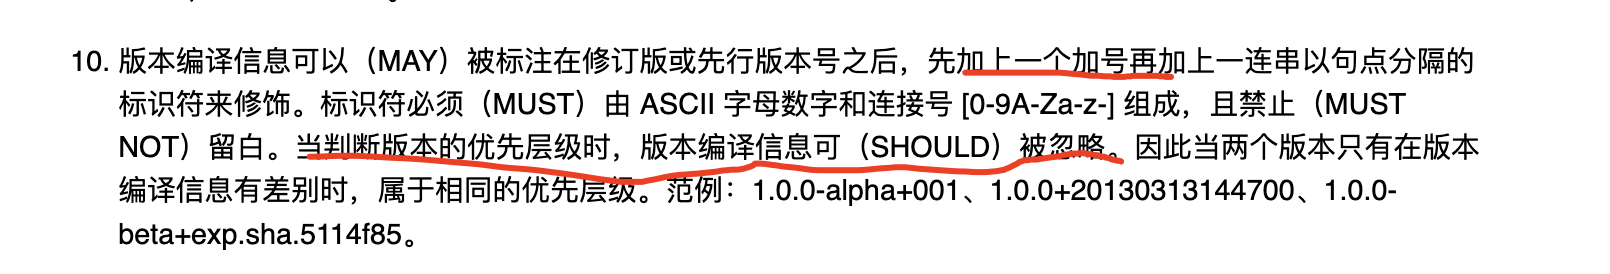 10. 版本编译信息可以（MAY）被标注在修订版或先行版本号之后，先加上一个加号再加上一连串以句点分隔的
标识符来修饰。标识符必须（MUST）由 ASCII 字母数字和连接号 [0-9A-Za-z-] 组成，且禁止（MUST
NOT）留白。当判断版本的优先层级时，版本编译信息可（SHOULD）被忽略。因此当两个版本只有在版本
编译信息有差别时，属于相同的优先层级。范例：1.0.0-alpha+001、1.0.0+20130313144700、1.0.0-
beta+exp.sha.5114f85。